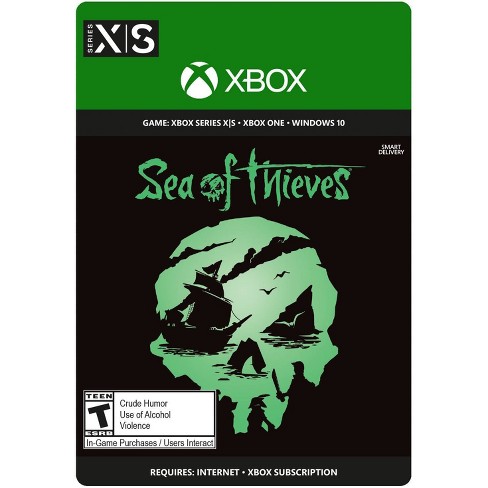 SERIES X|S
XBOX
GAME: XBOX SERIES X|S • XBOX ONE • WINDOWS 10
SMART
DELIVERY
Sea of Thieves
TEEN
T
ESRB
Crude Humor
Use of Alcohol
Violence
In-Game Purchases / Users Interact
REQUIRES: INTERNET • XBOX SUBSCRIPTION